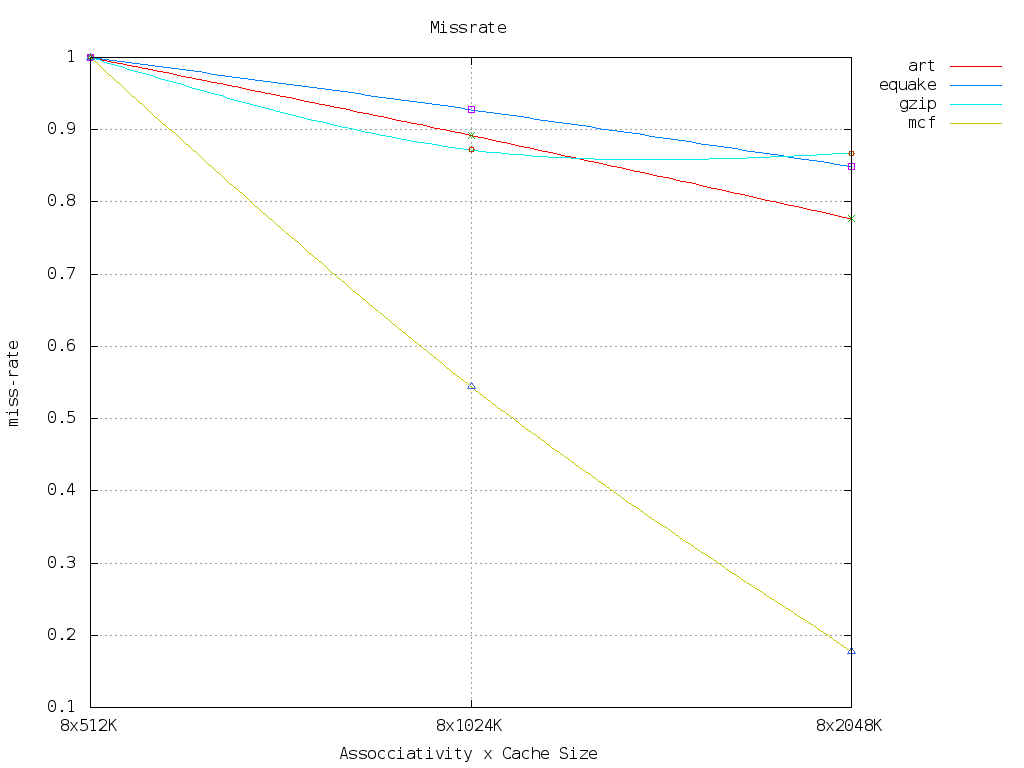 Missrate
art
equake
gzip
mcf
1
0.9
0.8
0.7
0.6
0.5
0.4
0.3
0.2
0.1
miss-rate
8x512K 8x1024K 8x2048K
Assocciativity x Cache Size